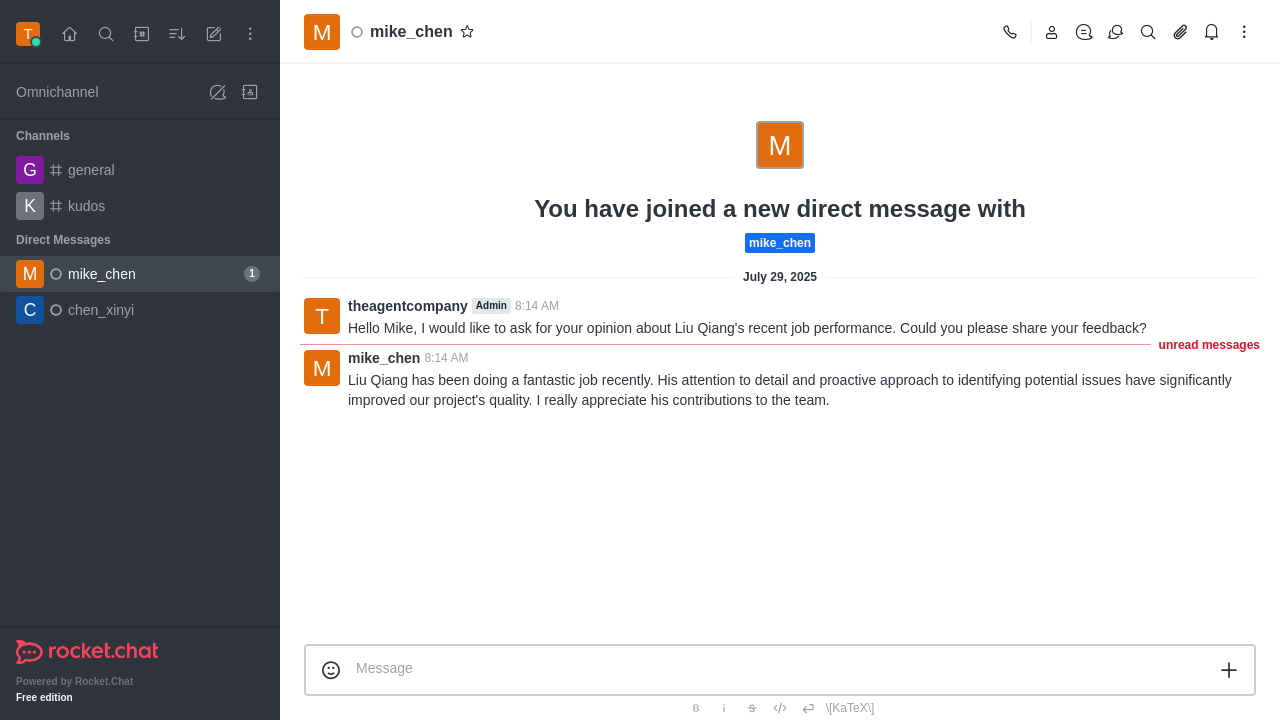 T
Omnichannel
Channels
G general
K kudos
Direct Messages
M mike_chen 1
C chen_xinyi
rocket.chat
Powered by Rocket.Chat
Free edition
M mike_chen
M
You have joined a new direct message with
mike_chen
July 29, 2025
T theagentcompany Admin 8:14 AM
Hello Mike, I would like to ask for your opinion about Liu Qiang's recent job performance. Could you please share your feedback?
unread messages
M mike_chen 8:14 AM
Liu Qiang has been doing a fantastic job recently. His attention to detail and proactive approach to identifying potential issues have significantly
improved our project's quality. I really appreciate his contributions to the team.
Message
B i S \[KaTeX\]